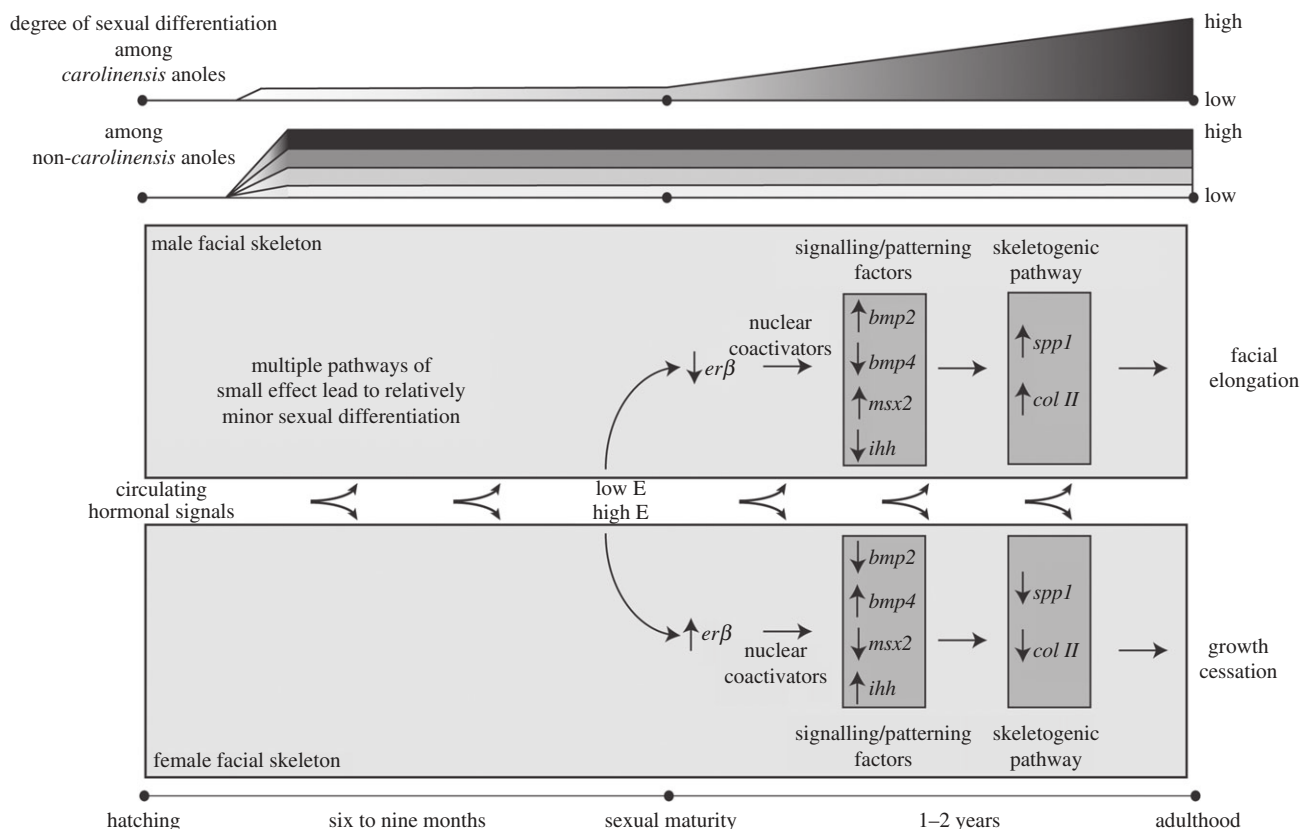 degree of sexual differentiation
among
carolinensis anoles
high
low
among
non-carolinensis anoles
high
low
male facial skeleton
signalling/patterning
factors
skeletogenic
pathway
multiple pathways of
small effect lead to relatively
minor sexual differentiation
↓ erβ
nuclear
coactivators
↑ bmp2
↓ bmp4
↑ msx2
↓ ihh
↑ spp1
↑ col II
facial
elongation
circulating
hormonal signals
low E
high E
↑ erβ
nuclear
coactivators
↓ bmp2
↑ bmp4
↓ msx2
↑ ihh
↓ spp1
↓ col II
growth
cessation
signalling/patterning
factors
skeletogenic
pathway
female facial skeleton
hatching
six to nine months
sexual maturity
1–2 years
adulthood